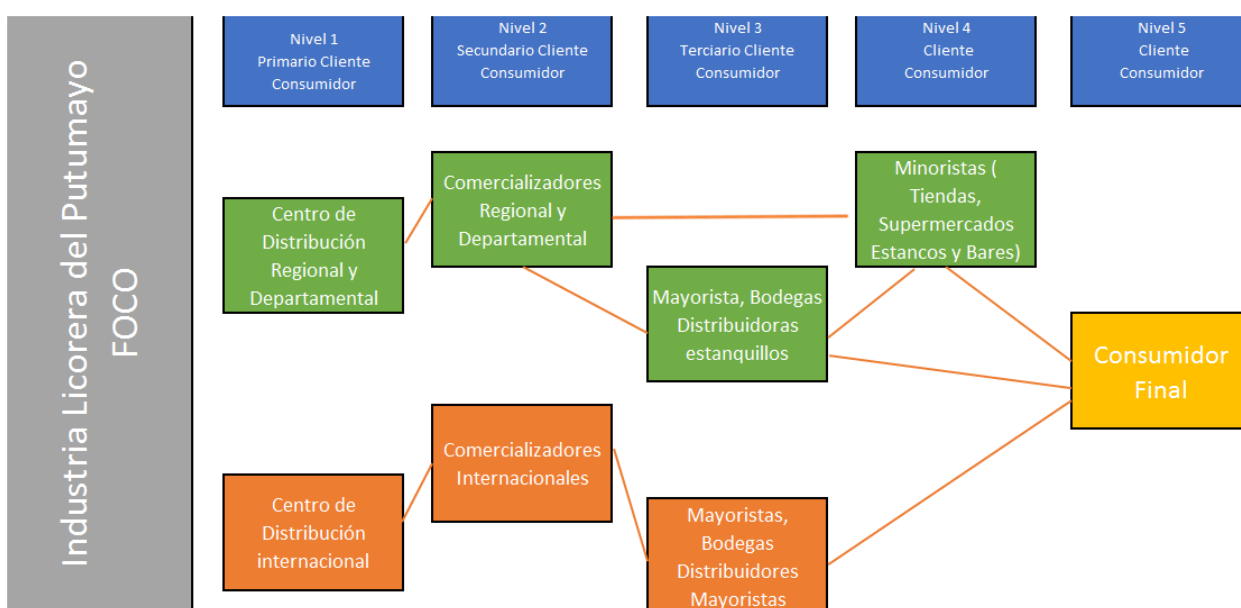 Industria Licorera del Putumayo
FOCO
Nivel 1
Primario Cliente
Consumidor
Nivel 2
Secundario Cliente
Consumidor
Nivel 3
Terciario Cliente
Consumidor
Nivel 4
Cliente
Consumidor
Nivel 5
Cliente
Consumidor
Centro de
Distribución
Regional y
Departamental
Comercializadores
Regional y
Departamental
Mayorista, Bodegas
Distribuidoras
estanquillos
Minoristas (
Tiendas,
Supermercados
Estancos y Bares)
Consumidor
Final
Centro de
Distribución
internacional
Comercializadores
Internacionales
Mayoristas,
Bodegas
Distribuidores
Mayoristas